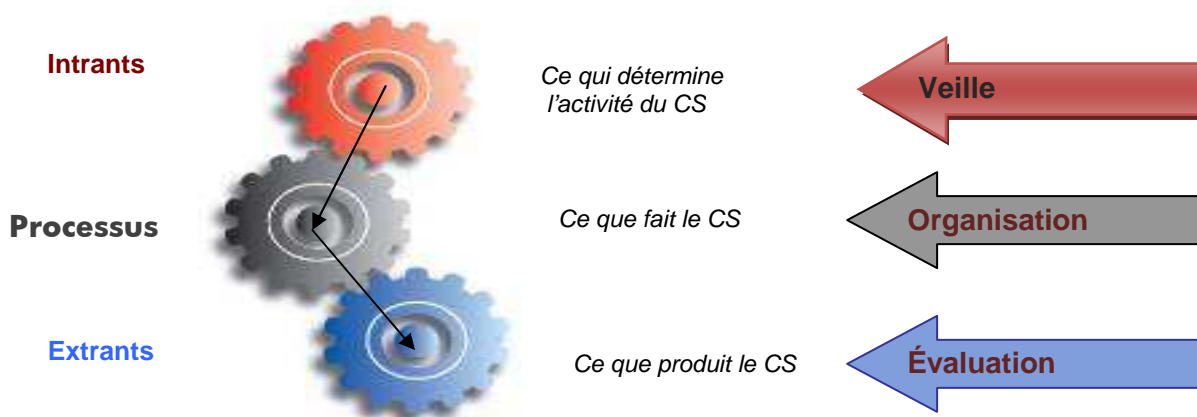 Intrants
Ce qui détermine
l'activité du CS
Veille
Processus
Ce que fait le CS
Organisation
Extrants
Ce que produit le CS
Évaluation